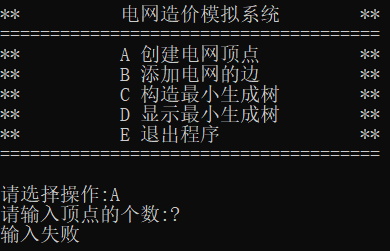 ** 电网造价模拟系统 **
======================================
** A 创建电网顶点 **
** B 添加电网的边 **
** C 构造最小生成树 **
** D 显示最小生成树 **
** E 退出程序 **
======================================
请选择操作:A
请输入顶点的个数:?
输入失败